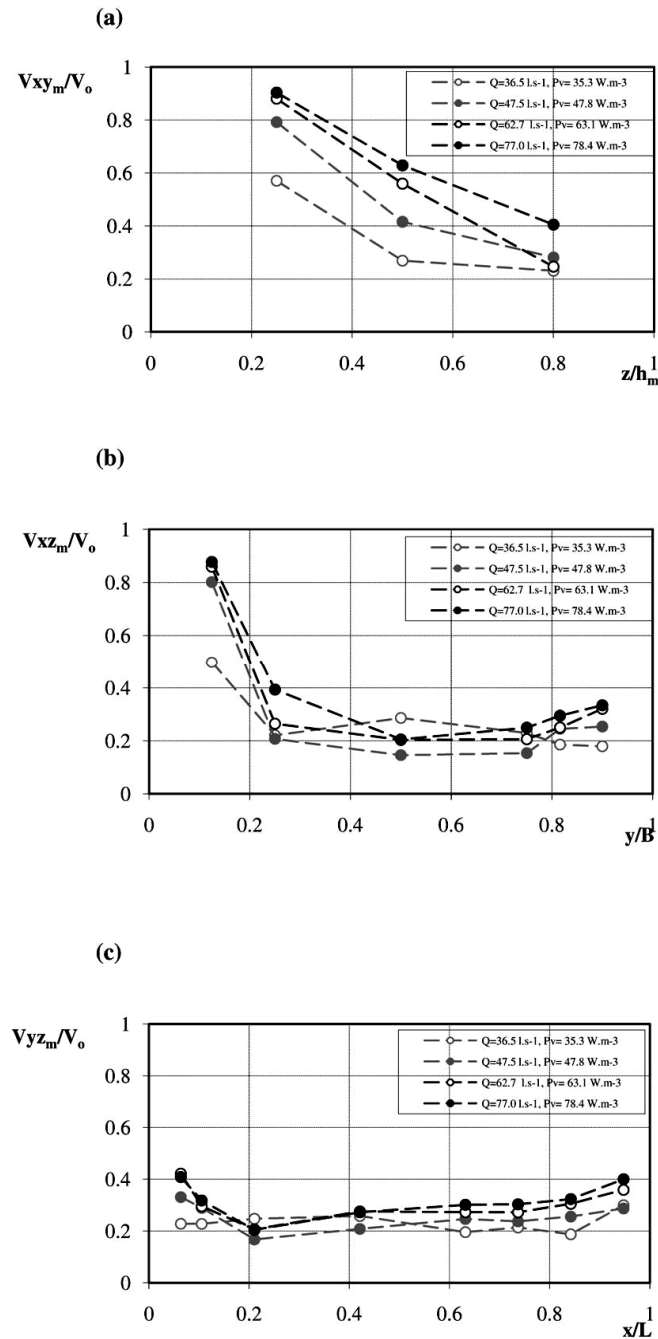 (a)
Vxym/Vo
1
0.8
0.6
0.4
0.2
0
Q=36.5 l.s-1, Pv= 35.3 W.m-3
Q=47.5 l.s-1, Pv= 47.8 W.m-3
Q=62.7 l.s-1, Pv= 63.1 W.m-3
Q=77.0 l.s-1, Pv= 78.4 W.m-3
0 0.2 0.4 0.6 0.8 1
z/hm
(b)
Vxzm/Vo
1
0.8
0.6
0.4
0.2
0
Q=36.5 l.s-1, Pv= 35.3 W.m-3
Q=47.5 l.s-1, Pv= 47.8 W.m-3
Q=62.7 l.s-1, Pv= 63.1 W.m-3
Q=77.0 l.s-1, Pv= 78.4 W.m-3
0 0.2 0.4 0.6 0.8 1
y/B
(c)
Vyzm/Vo
1
0.8
0.6
0.4
0.2
0
Q=36.5 l.s-1, Pv= 35.3 W.m-3
Q=47.5 l.s-1, Pv= 47.8 W.m-3
Q=62.7 l.s-1, Pv= 63.1 W.m-3
Q=77.0 l.s-1, Pv= 78.4 W.m-3
0 0.2 0.4 0.6 0.8 1
x/L